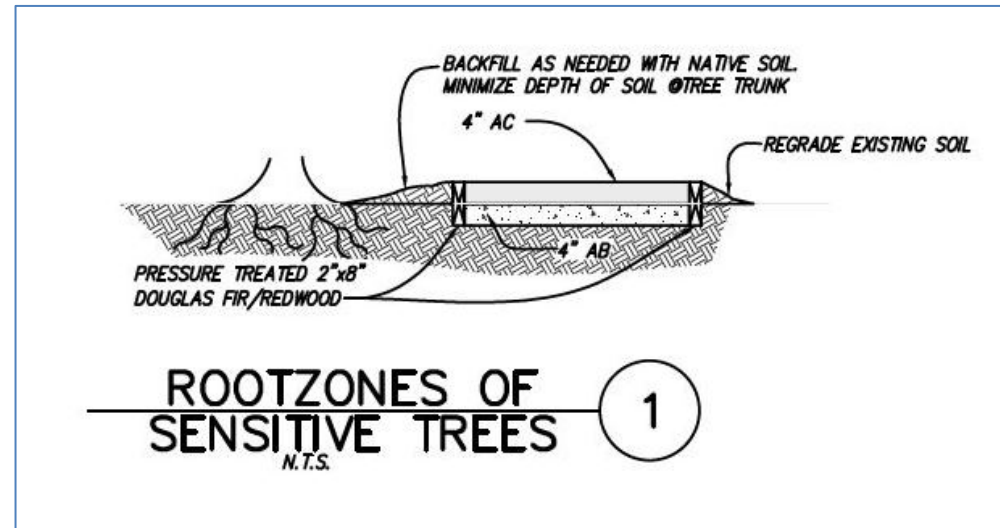 BACKFILL AS NEEDED WITH NATIVE SOIL.
MINIMIZE DEPTH OF SOIL @TREE TRUNK
4" AC
REGRADE EXISTING SOIL
4" AB
PRESSURE TREATED 2"x8"
DOUGLAS FIR/REDWOOD
ROOTZONES OF
SENSITIVE TREES
N.T.S.
1